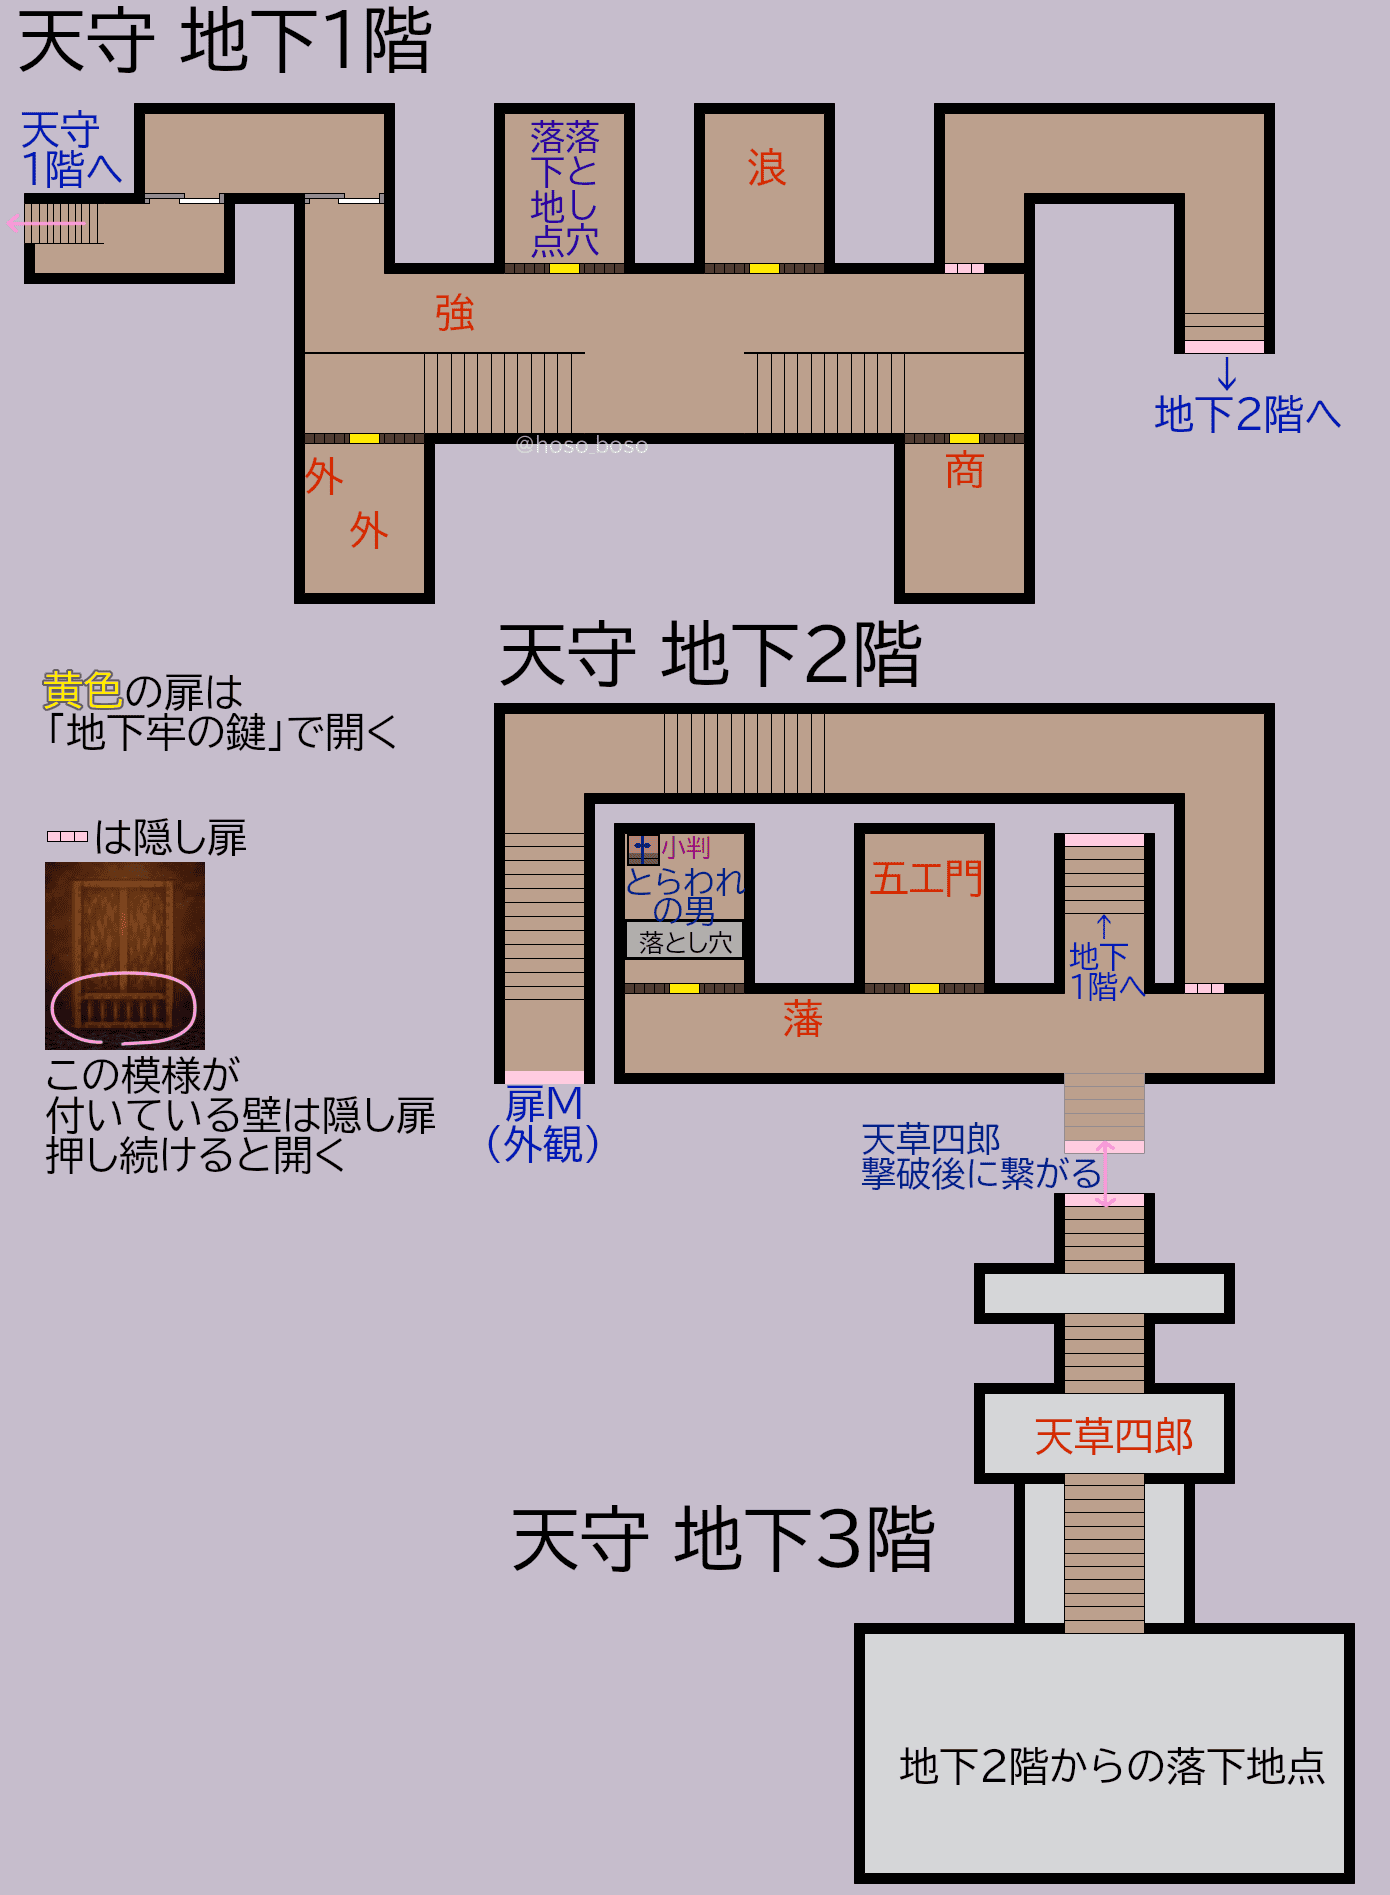 天守 地下1階
天守
1階へ
落とし穴
落下地点
浪
強
↓
地下2階へ
@hoso_boso
外
外
商
天守 地下2階
黄色の扉は
「地下牢の鍵」で開く
は隠し扉
この模様が
付いている壁は隠し扉
押し続けると開く
小判
とらわれ
の男
落とし穴
五エ門
↑
地下
1階へ
藩
扉M
(外観)
天草四郎
撃破後に繋がる
天草四郎
天守 地下3階
地下2階からの落下地点